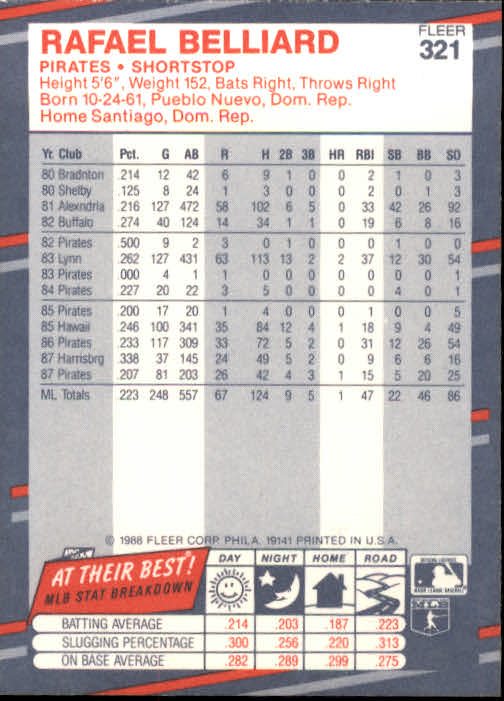 RAFAEL BELLIARD
FLEER
321
PIRATES • SHORTSTOP
Height 5'6", Weight 152, Bats Right, Throws Right
Born 10-24-61, Pueblo Nuevo, Dom. Rep.
Home Santiago, Dom. Rep.
Yr. Club Pct. G AB R H 2B 3B HR RBI SB BB SO
80 Bradnton .214 12 42 6 9 1 0 0 2 1 0 3
80 Shelby .125 8 24 1 3 0 0 0 2 0 1 3
81 Alexndria .216 127 472 58 102 6 5 0 33 42 26 92
82 Buffalo .274 40 124 14 34 1 1 0 19 6 8 16
82 Pirates .500 9 2 3 0 1 0 0 0 1 0 0
83 Lynn .262 127 431 63 113 13 2 2 37 12 30 54
83 Pirates .000 4 1 1 0 0 0 0 0 0 0 1
84 Pirates .227 20 22 3 5 0 0 0 0 4 0 1
85 Pirates .200 17 20 1 4 0 0 0 1 0 0 5
85 Hawaii .246 100 341 35 84 12 4 1 18 9 4 49
86 Pirates .233 117 309 33 72 5 2 0 31 12 26 54
87 Harrisbrg .338 37 145 24 49 5 2 0 9 6 6 16
87 Pirates .207 81 203 26 42 4 3 1 15 5 20 25
ML Totals .223 248 557 67 124 9 5 1 47 22 46 86
© 1988 FLEER CORP. PHILA. 19141 PRINTED IN U.S.A.
AT THEIR BEST!
MLB STAT BREAKDOWN
DAY NIGHT HOME ROAD
BATTING AVERAGE .214 .203 .187 .223
SLUGGING PERCENTAGE .300 .256 .220 .313
ON BASE AVERAGE .282 .289 .299 .275
MAJOR LEAGUE BASEBALL